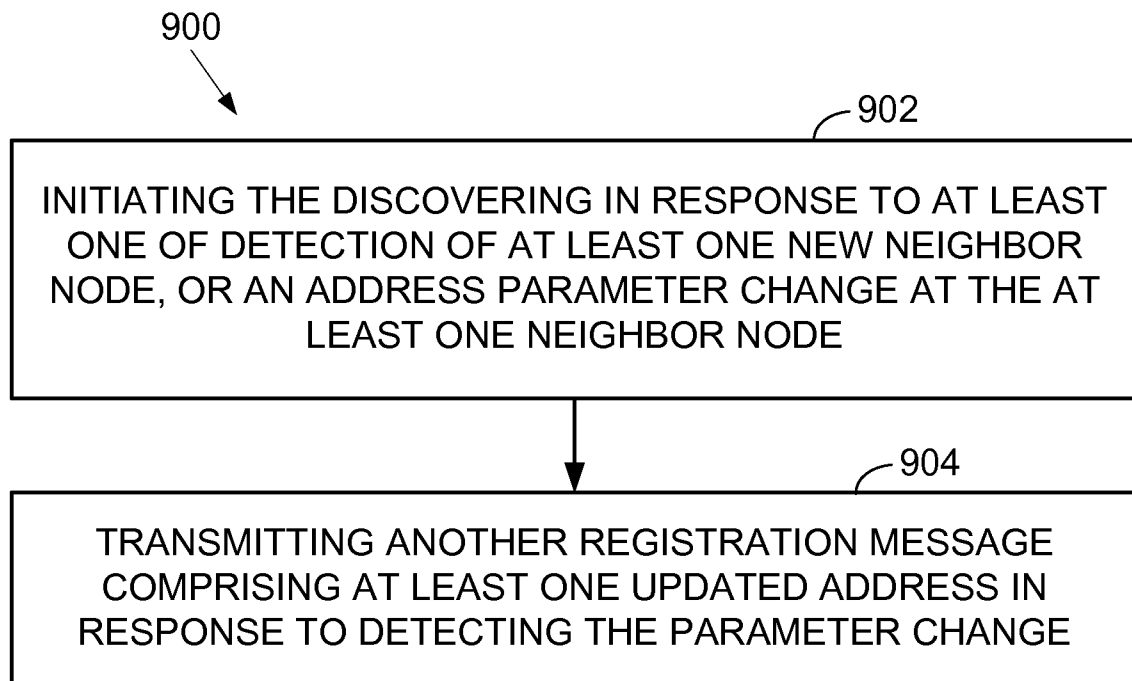 900
902
INITIATING THE DISCOVERING IN RESPONSE TO AT LEAST
ONE OF DETECTION OF AT LEAST ONE NEW NEIGHBOR
NODE, OR AN ADDRESS PARAMETER CHANGE AT THE AT
LEAST ONE NEIGHBOR NODE
904
TRANSMITTING ANOTHER REGISTRATION MESSAGE
COMPRISING AT LEAST ONE UPDATED ADDRESS IN
RESPONSE TO DETECTING THE PARAMETER CHANGE